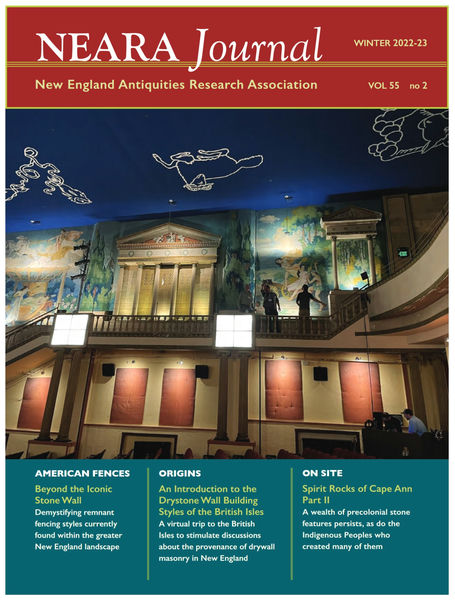 NEARA Journal
WINTER 2022-23
New England Antiquities Research Association
VOL 55 no 2
AMERICAN FENCES
Beyond the Iconic
Stone Wall
Demystifying remnant
fencing styles currently
found within the greater
New England landscape
ORIGINS
An Introduction to the
Drystone Wall Building
Styles of the British Isles
A virtual trip to the British
Isles to stimulate discussions
about the provenance of drywall
masonry in New England
ON SITE
Spirit Rocks of Cape Ann
Part II
A wealth of precolonial stone
features persists, as do the
Indigenous Peoples who
created many of them